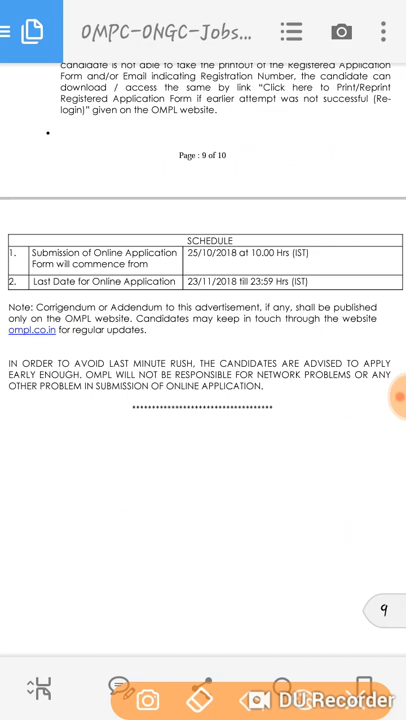 OMPC-ONGC-Jobs...
candidate is not able to take the printout of the Registered Application
Form and/or Email indicating Registration Number, the candidate can
download / access the same by link "Click here to Print/Reprint
Registered Application Form if earlier attempt was not successful (Re-
login)" given on the OMPL website.
•
Page : 9 of 10
SCHEDULE
1. Submission of Online Application 25/10/2018 at 10.00 Hrs (IST)
Form will commence from
2. Last Date for Online Application 23/11/2018 till 23:59 Hrs (IST)
Note: Corrigendum or Addendum to this advertisement, if any, shall be published
only on the OMPL website. Candidates may keep in touch through the website
ompl.co.in for regular updates.
IN ORDER TO AVOID LAST MINUTE RUSH, THE CANDIDATES ARE ADVISED TO APPLY
EARLY ENOUGH. OMPL WILL NOT BE RESPONSIBLE FOR NETWORK PROBLEMS OR ANY
OTHER PROBLEM IN SUBMISSION OF ONLINE APPLICATION.
***********************************
9
DU Recorder